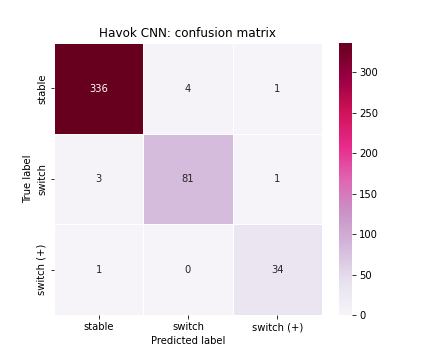 Havok CNN: confusion matrix
True label
stable
336 4 1
switch
3 81 1
switch (+)
1 0 34
stable switch switch (+)
Predicted label
300
250
200
150
100
50
0